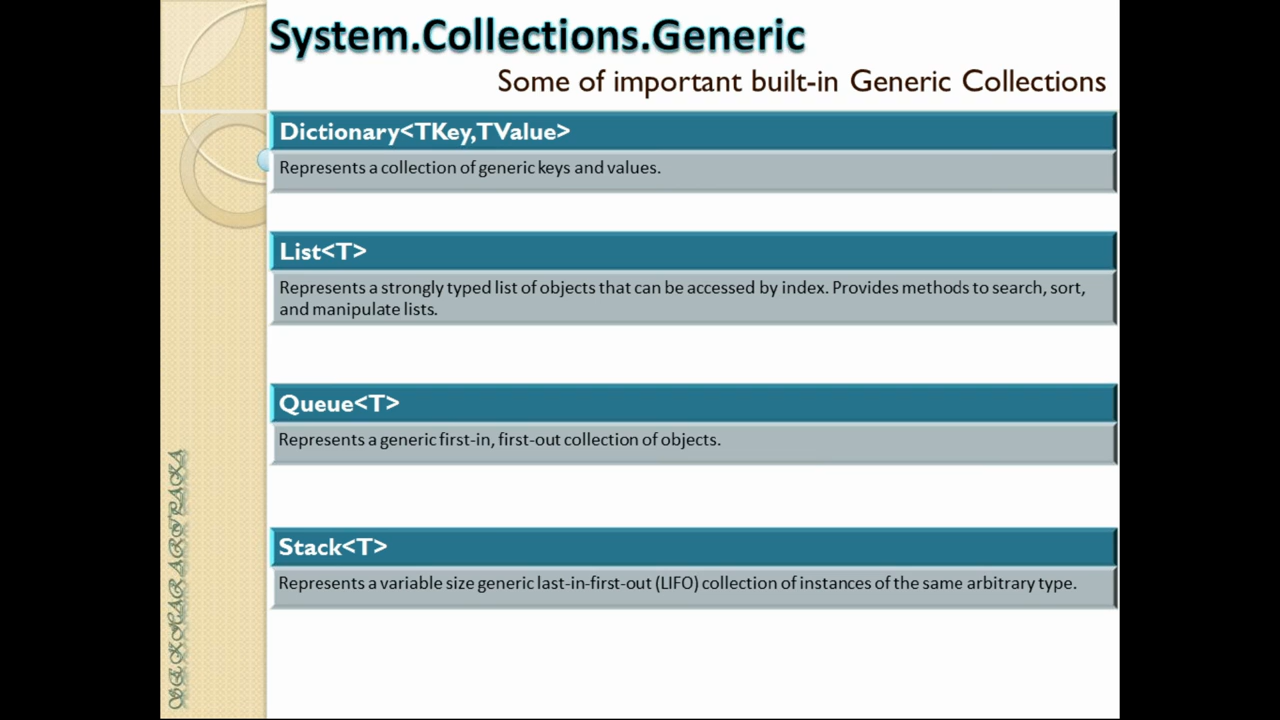 System.Collections.Generic
Some of important built-in Generic Collections
Dictionary<TKey,TValue>
Represents a collection of generic keys and values.
List<T>
Represents a strongly typed list of objects that can be accessed by index. Provides methods to search, sort,
and manipulate lists.
Queue<T>
Represents a generic first-in, first-out collection of objects.
Stack<T>
Represents a variable size generic last-in-first-out (LIFO) collection of instances of the same arbitrary type.